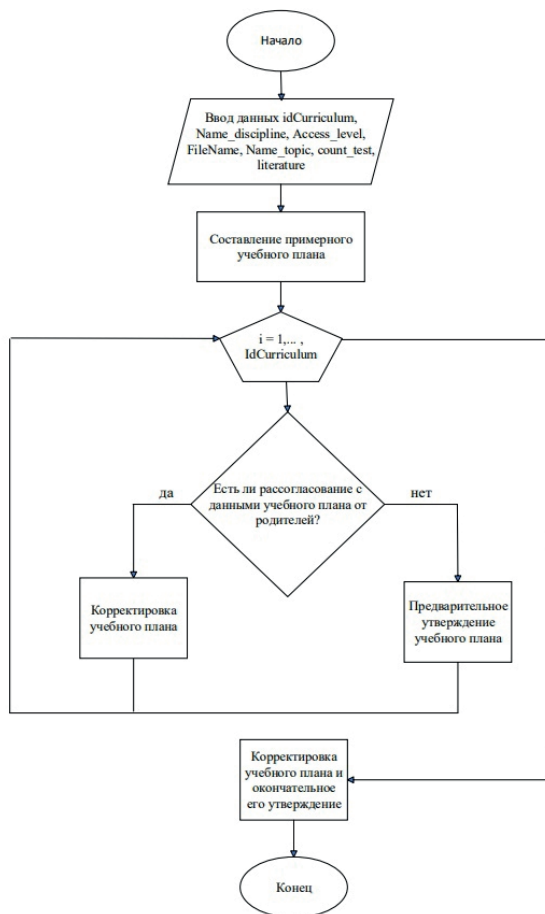 Начало
Ввод данных idCurriculum,
Name_discipline, Access_level,
FileName, Name_topic, count_test,
literature
Составление примерного
учебного плана
i = 1,... ,
IdCurriculum
Есть ли рассогласование с
данными учебного плана от
родителей?
да
нет
Корректировка
учебного плана
Предварительное
утверждение
учебного плана
Корректировка
учебного плана и
окончательное
его утверждение
Конец